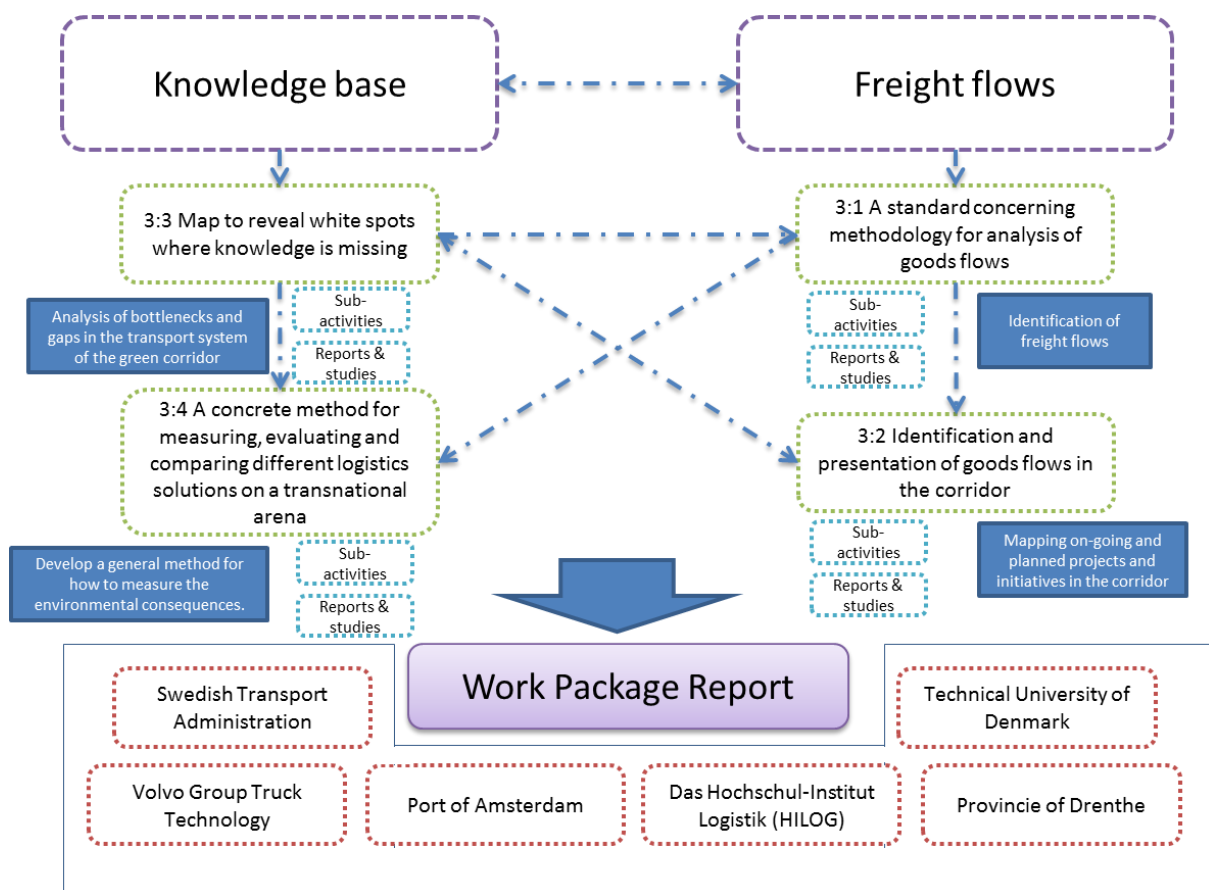 Knowledge base
Freight flows
3:3 Map to reveal white spots
where knowledge is missing
3:1 A standard concerning
methodology for analysis of
goods flows
Analysis of bottlenecks and
gaps in the transport system
of the green corridor
Sub-
activities
Reports &
studies
Sub-
activities
Reports &
studies
Identification of
freight flows
3:4 A concrete method for
measuring, evaluating and
comparing different logistics
solutions on a transnational
arena
3:2 Identification and
presentation of goods flows in
the corridor
Develop a general method for
how to measure the
environmental consequences.
Sub-
activities
Reports &
studies
Sub-
activities
Reports &
studies
Mapping on-going and
planned projects and
initiatives in the corridor
Work Package Report
Swedish Transport
Administration
Technical University of
Denmark
Volvo Group Truck
Technology
Port of Amsterdam
Das Hochschul-Institut
Logistik (HILOG)
Provincie of Drenthe